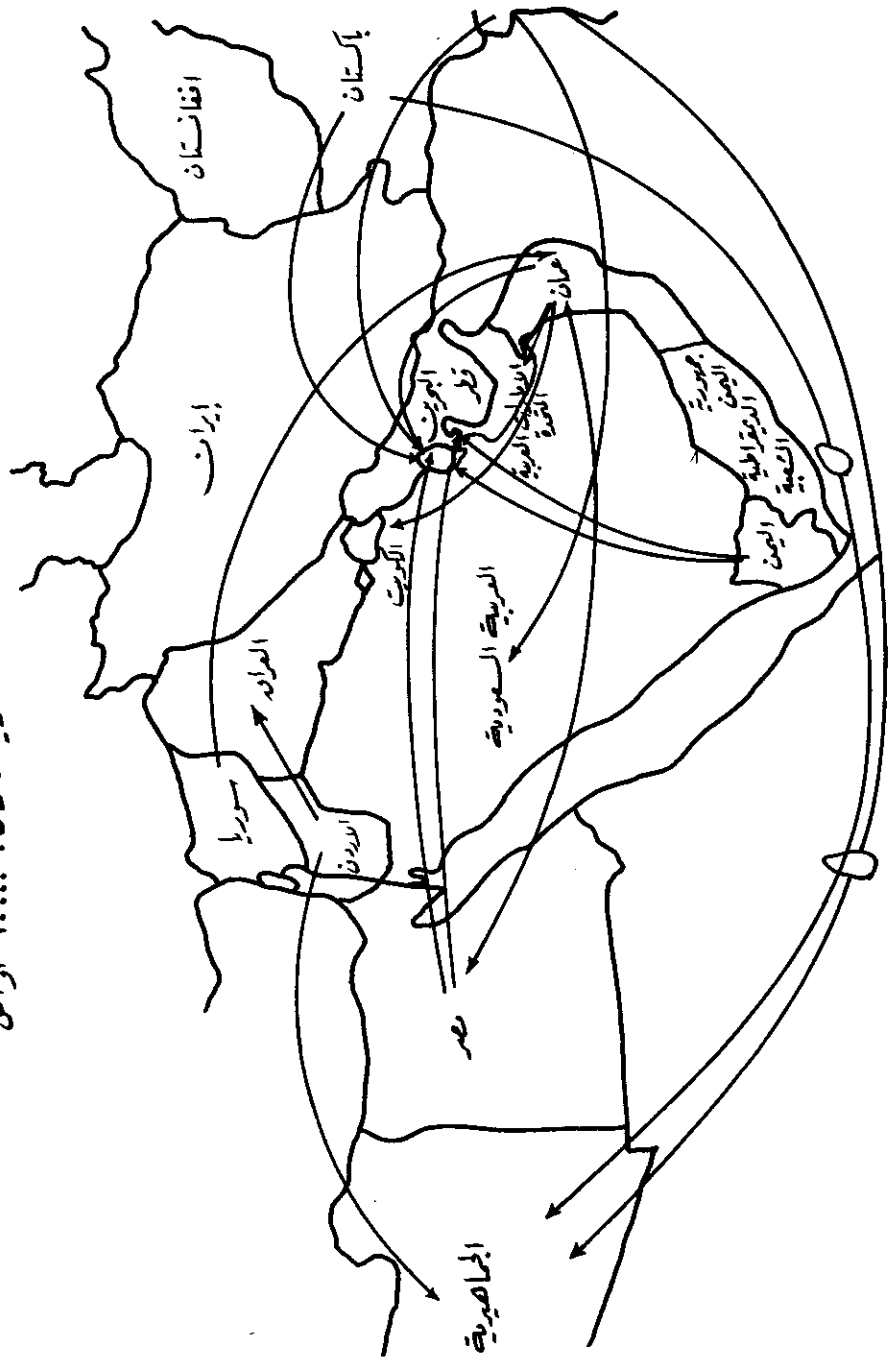 افغانستان
باكستان
إيران
عمان
البحرين
قطر
الامارات العربية
المتحدة
جمهورية
اليمن
الديمقراطية
الشعبية
اليمن
الكويت
العربية السعودية
العراق
سوريا
الاردن
مصر
الجماهيرية